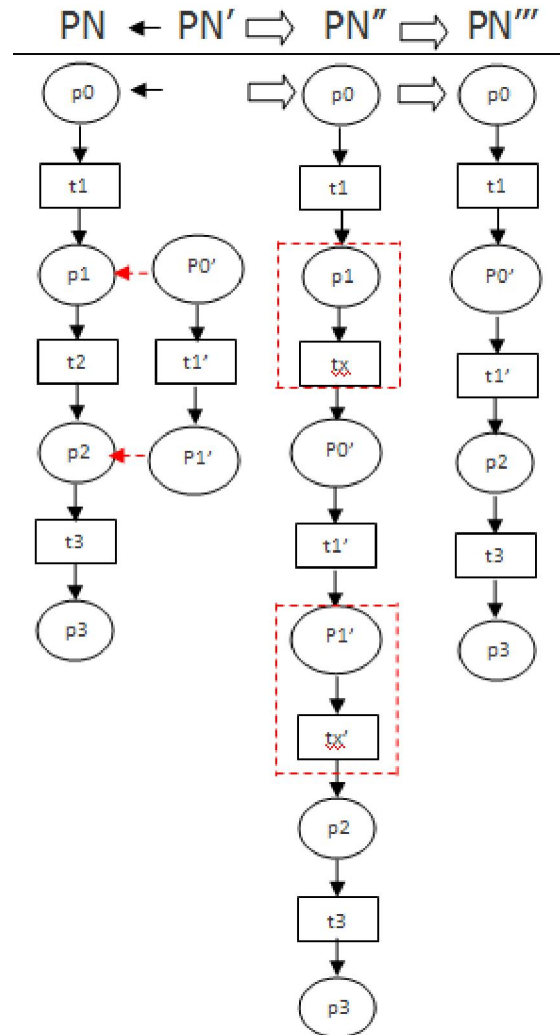 PN PN' PN" PN'"
p0 p0 p0
t1 t1 t1
p1 P0' p1 P0'
t2 t1' tx t1'
p2 P1' P0' p2
t3 t1' t3
p3 P1' p3
tx'
p2
t3
p3